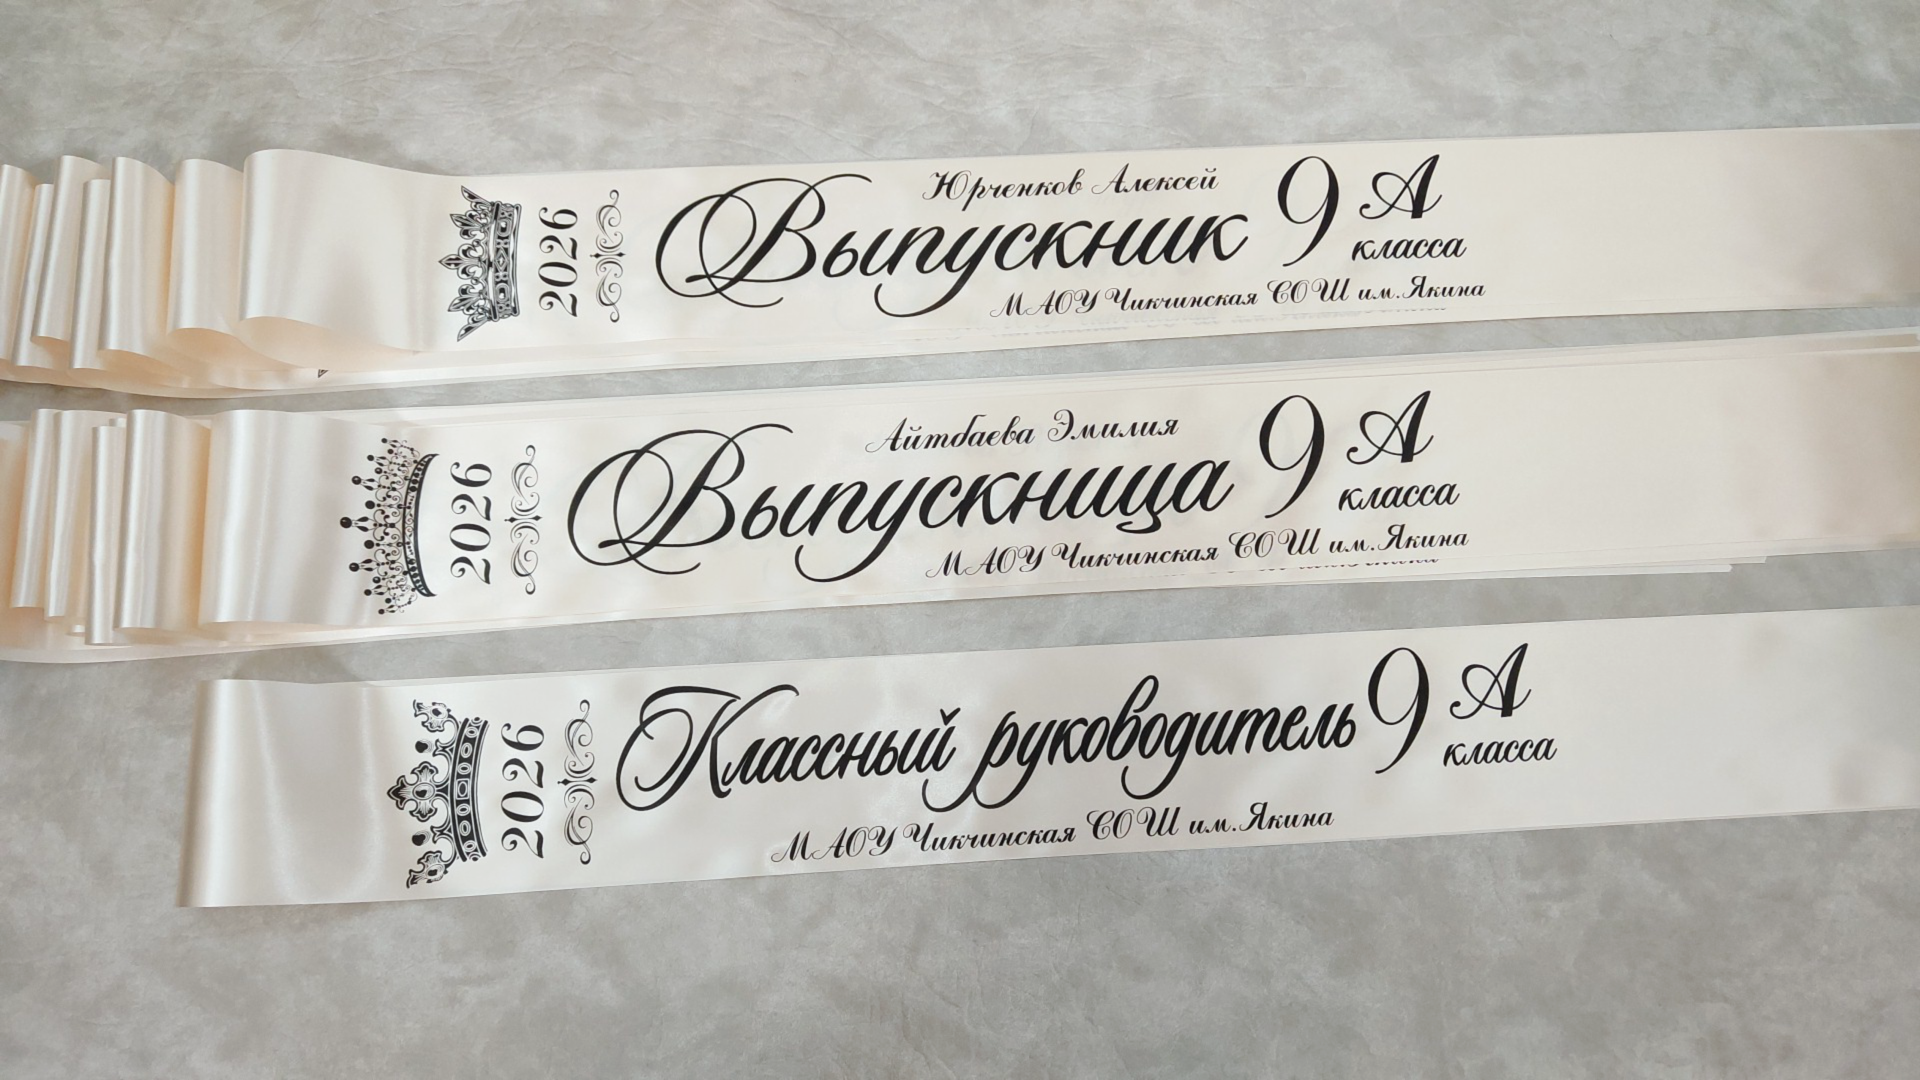 2026
Юрченков Алексей
Выпускник 9 А
класса
МАОУ Чикчинская СОШ им.Якина
2026
Айтбаева Эмилия
Выпускница 9 А
класса
МАОУ Чикчинская СОШ им.Якина
2026
Классный руководитель 9 А
класса
МАОУ Чикчинская СОШ им.Якина